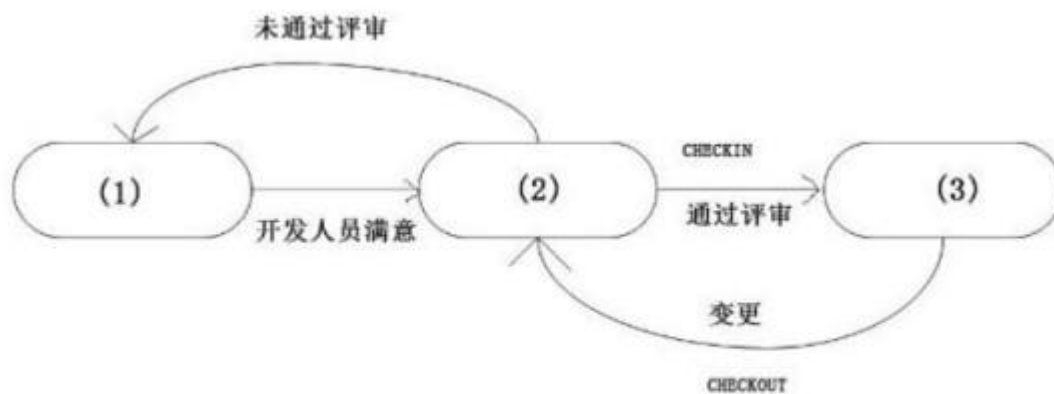 未通过评审
(1)
开发人员满意
(2)
CHECKIN
通过评审
(3)
变更
CHECKOUT